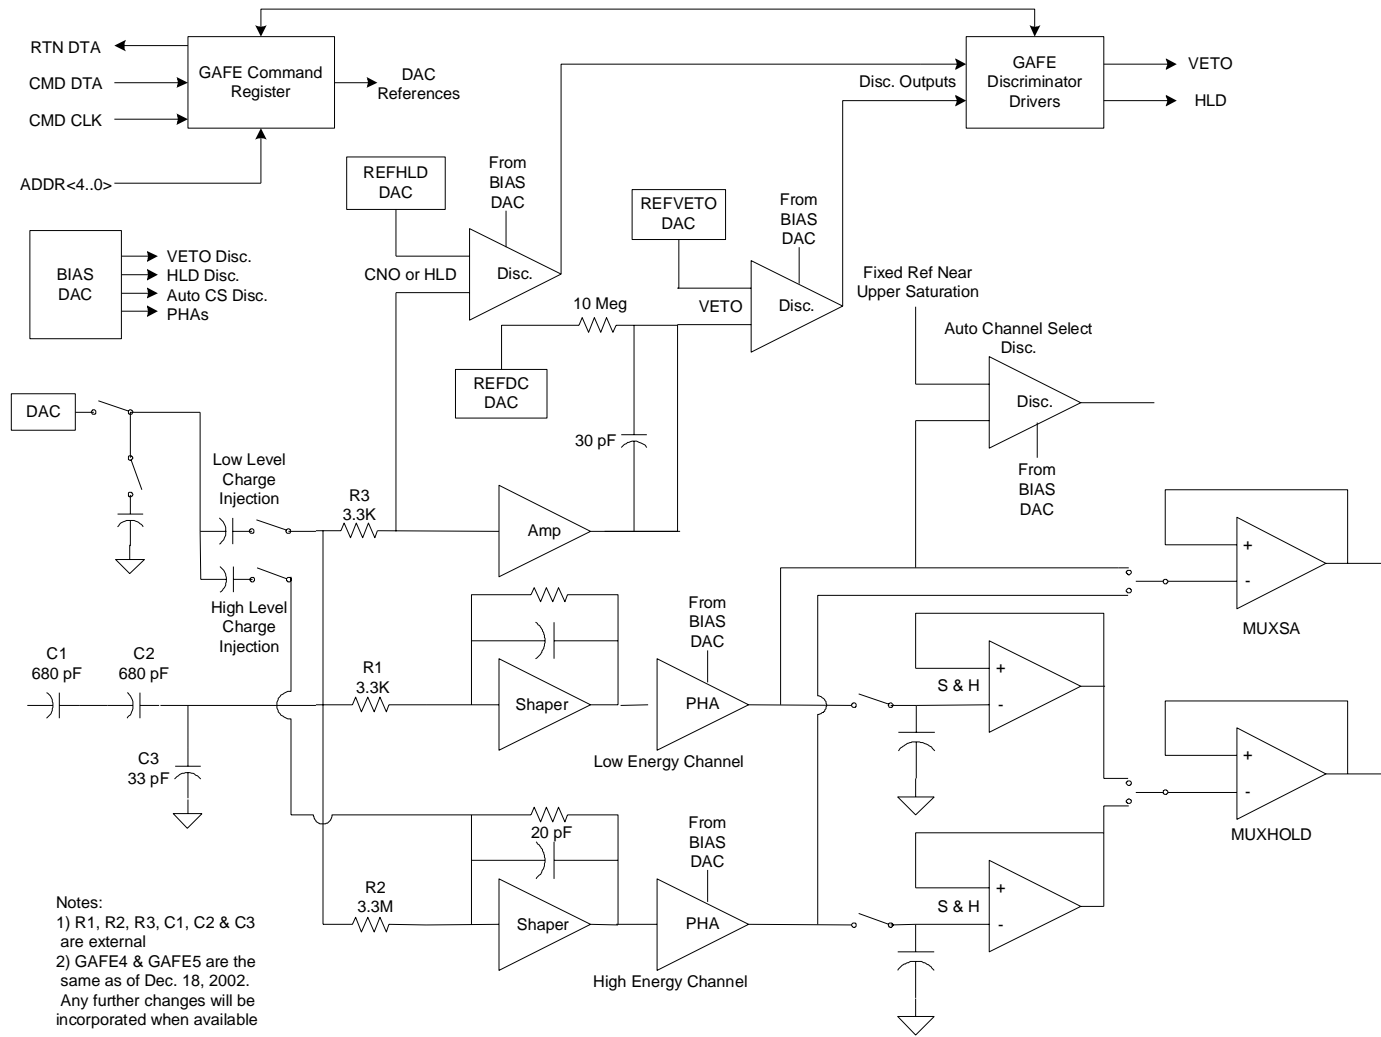 RTN DTA
CMD DTA
CMD CLK
ADDR<4..0>
GAFE Command
Register
DAC
References
GAFE
Discriminator
Drivers
Disc. Outputs
VETO
HLD
BIAS
DAC
VETO Disc.
HLD Disc.
Auto CS Disc.
PHAs
REFHLD
DAC
From
BIAS
DAC
CNO or HLD
Disc.
REFVETO
DAC
From
BIAS
DAC
VETO
Disc.
10 Meg
REFDC
DAC
30 pF
Fixed Ref Near
Upper Saturation
Auto Channel Select
Disc.
Disc.
From
BIAS
DAC
DAC
Low Level
Charge
Injection
High Level
Charge
Injection
R3
3.3K
Amp
C1
680 pF
C2
680 pF
C3
33 pF
R1
3.3K
Shaper
From
BIAS
DAC
PHA
Low Energy Channel
S & H
+
-
+
-
MUXSA
+
-
MUXHOLD
R2
3.3M
20 pF
Shaper
From
BIAS
DAC
PHA
High Energy Channel
S & H
+
-
Notes:
1) R1, R2, R3, C1, C2 & C3
are external
2) GAFE4 & GAFE5 are the
same as of Dec. 18, 2002.
Any further changes will be
incorporated when available